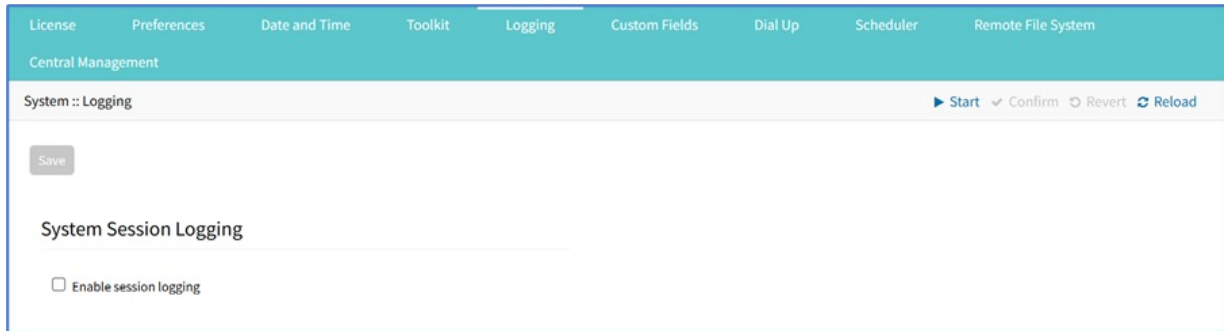 License Preferences Date and Time Toolkit Logging Custom Fields Dial Up Scheduler Remote File System
Central Management
System :: Logging Start Confirm Revert Reload
Save
System Session Logging
Enable session logging